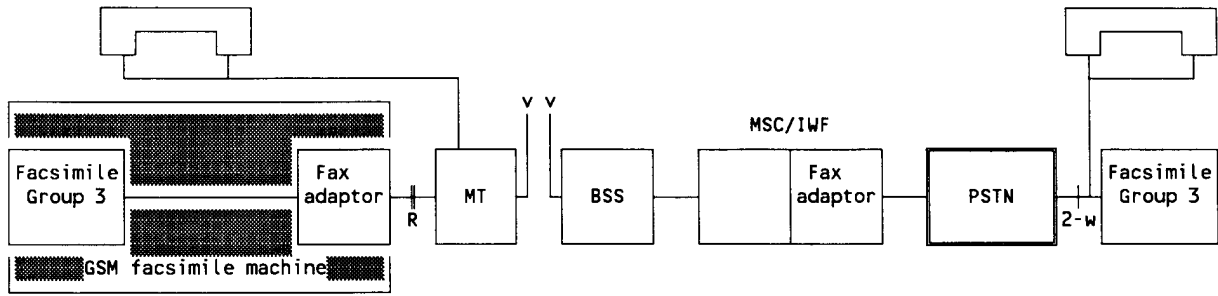 MSC/IWF
Facsimile
Group 3
Fax
adaptor
R
MT
v v
BSS
Fax
adaptor
PSTN
2-w
Facsimile
Group 3
GSM facsimile machine